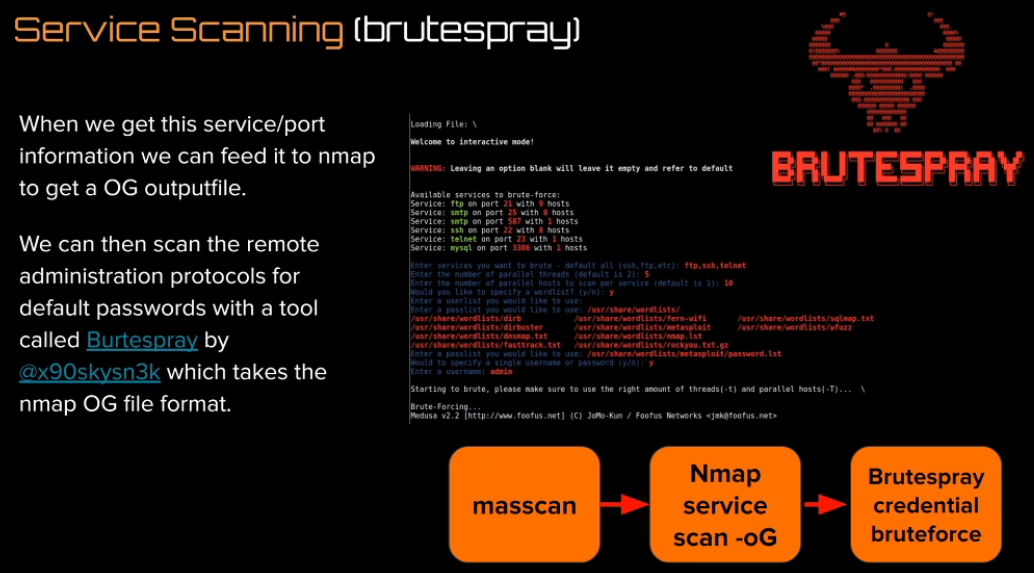 Service Scanning (brutespray)
When we get this service/port
information we can feed it to nmap
to get a OG outputfile.
We can then scan the remote
administration protocols for
default passwords with a tool
called Burtespray by
@x90skysn3k which takes the
nmap OG file format.
Loading File: \
Welcome to interactive mode!
WARNING: Leaving an option blank will leave it empty and refer to default
Available services to brute-force:
Service: ftp on port 21 with 9 hosts
Service: smtp on port 25 with 8 hosts
Service: smtp on port 587 with 1 hosts
Service: ssh on port 22 with 8 hosts
Service: telnet on port 23 with 1 hosts
Service: mysql on port 3306 with 1 hosts
Enter services you want to brute - default all (ssh,ftp,etc): ftp,ssh,telnet
Enter the number of parallel threads (default is 2): 5
Enter the number of parallel hosts to scan per service (default is 1): 10
Would you like to specify a wordlist? (y/n): y
Enter a userlist you would like to use:
Enter a passlist you would like to use: /usr/share/wordlists/
/usr/share/wordlists/dirb /usr/share/wordlists/fern-wifi /usr/share/wordlists/sqlmap.txt
/usr/share/wordlists/dirbuster /usr/share/wordlists/metasploit /usr/share/wordlists/wfuzz
/usr/share/wordlists/dnsmap.txt /usr/share/wordlists/nmap.lst
/usr/share/wordlists/fasttrack.txt /usr/share/wordlists/rockyou.txt.gz
Enter a passlist you would like to use: /usr/share/wordlists/metasploit/password.lst
Would to specify a single username or password (y/n): y
Enter a username: admin
Starting to brute, please make sure to use the right amount of threads(-t) and parallel hosts(-T)... \
Brute-Forcing...
Medusa v2.2 [http://www.foofus.net] (C) JoMo-Kun / Foofus Networks <jmk@foofus.net>
BRUTESPRAY
masscan
Nmap
service
scan -oG
Brutespray
credential
bruteforce